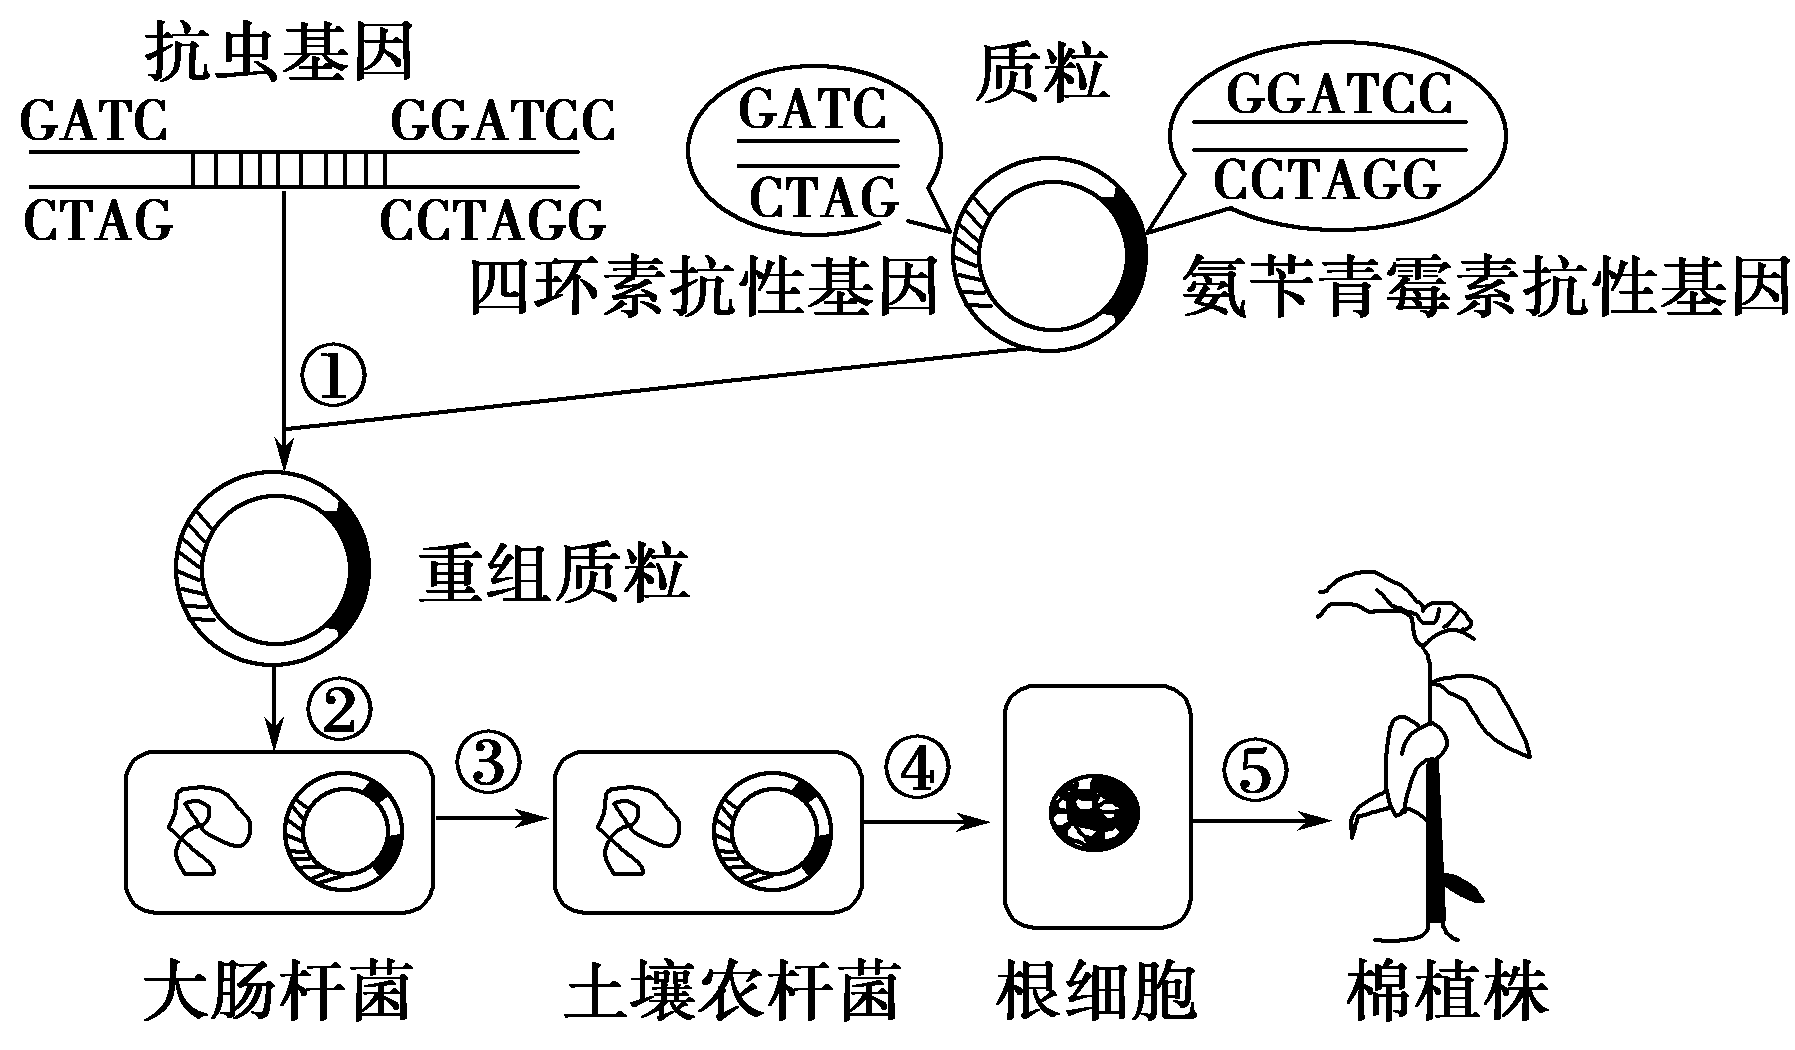 抗虫基因
GATC GGATCC
CTAG CCTAGG
质粒
GATC
CTAG
GGATCC
CCTAGG
四环素抗性基因
氨苄青霉素抗性基因
①
重组质粒
②
③
④
⑤
大肠杆菌
土壤农杆菌
根细胞
棉植株